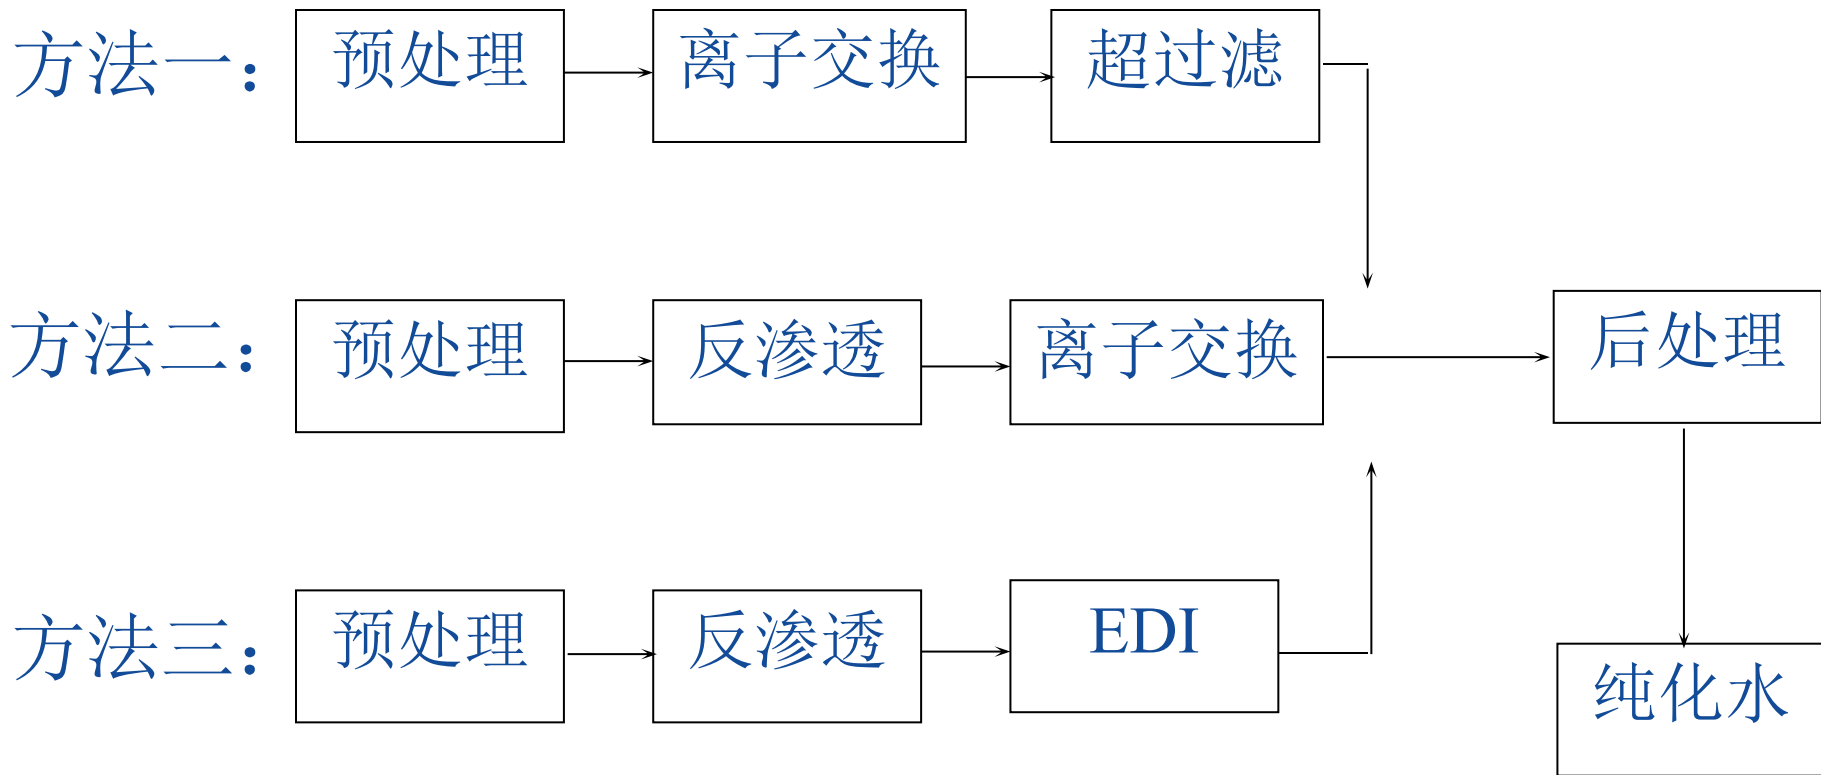 方法一： 预处理 离子交换 超过滤
方法二： 预处理 反渗透 离子交换 后处理
方法三： 预处理 反渗透 EDI
纯化水